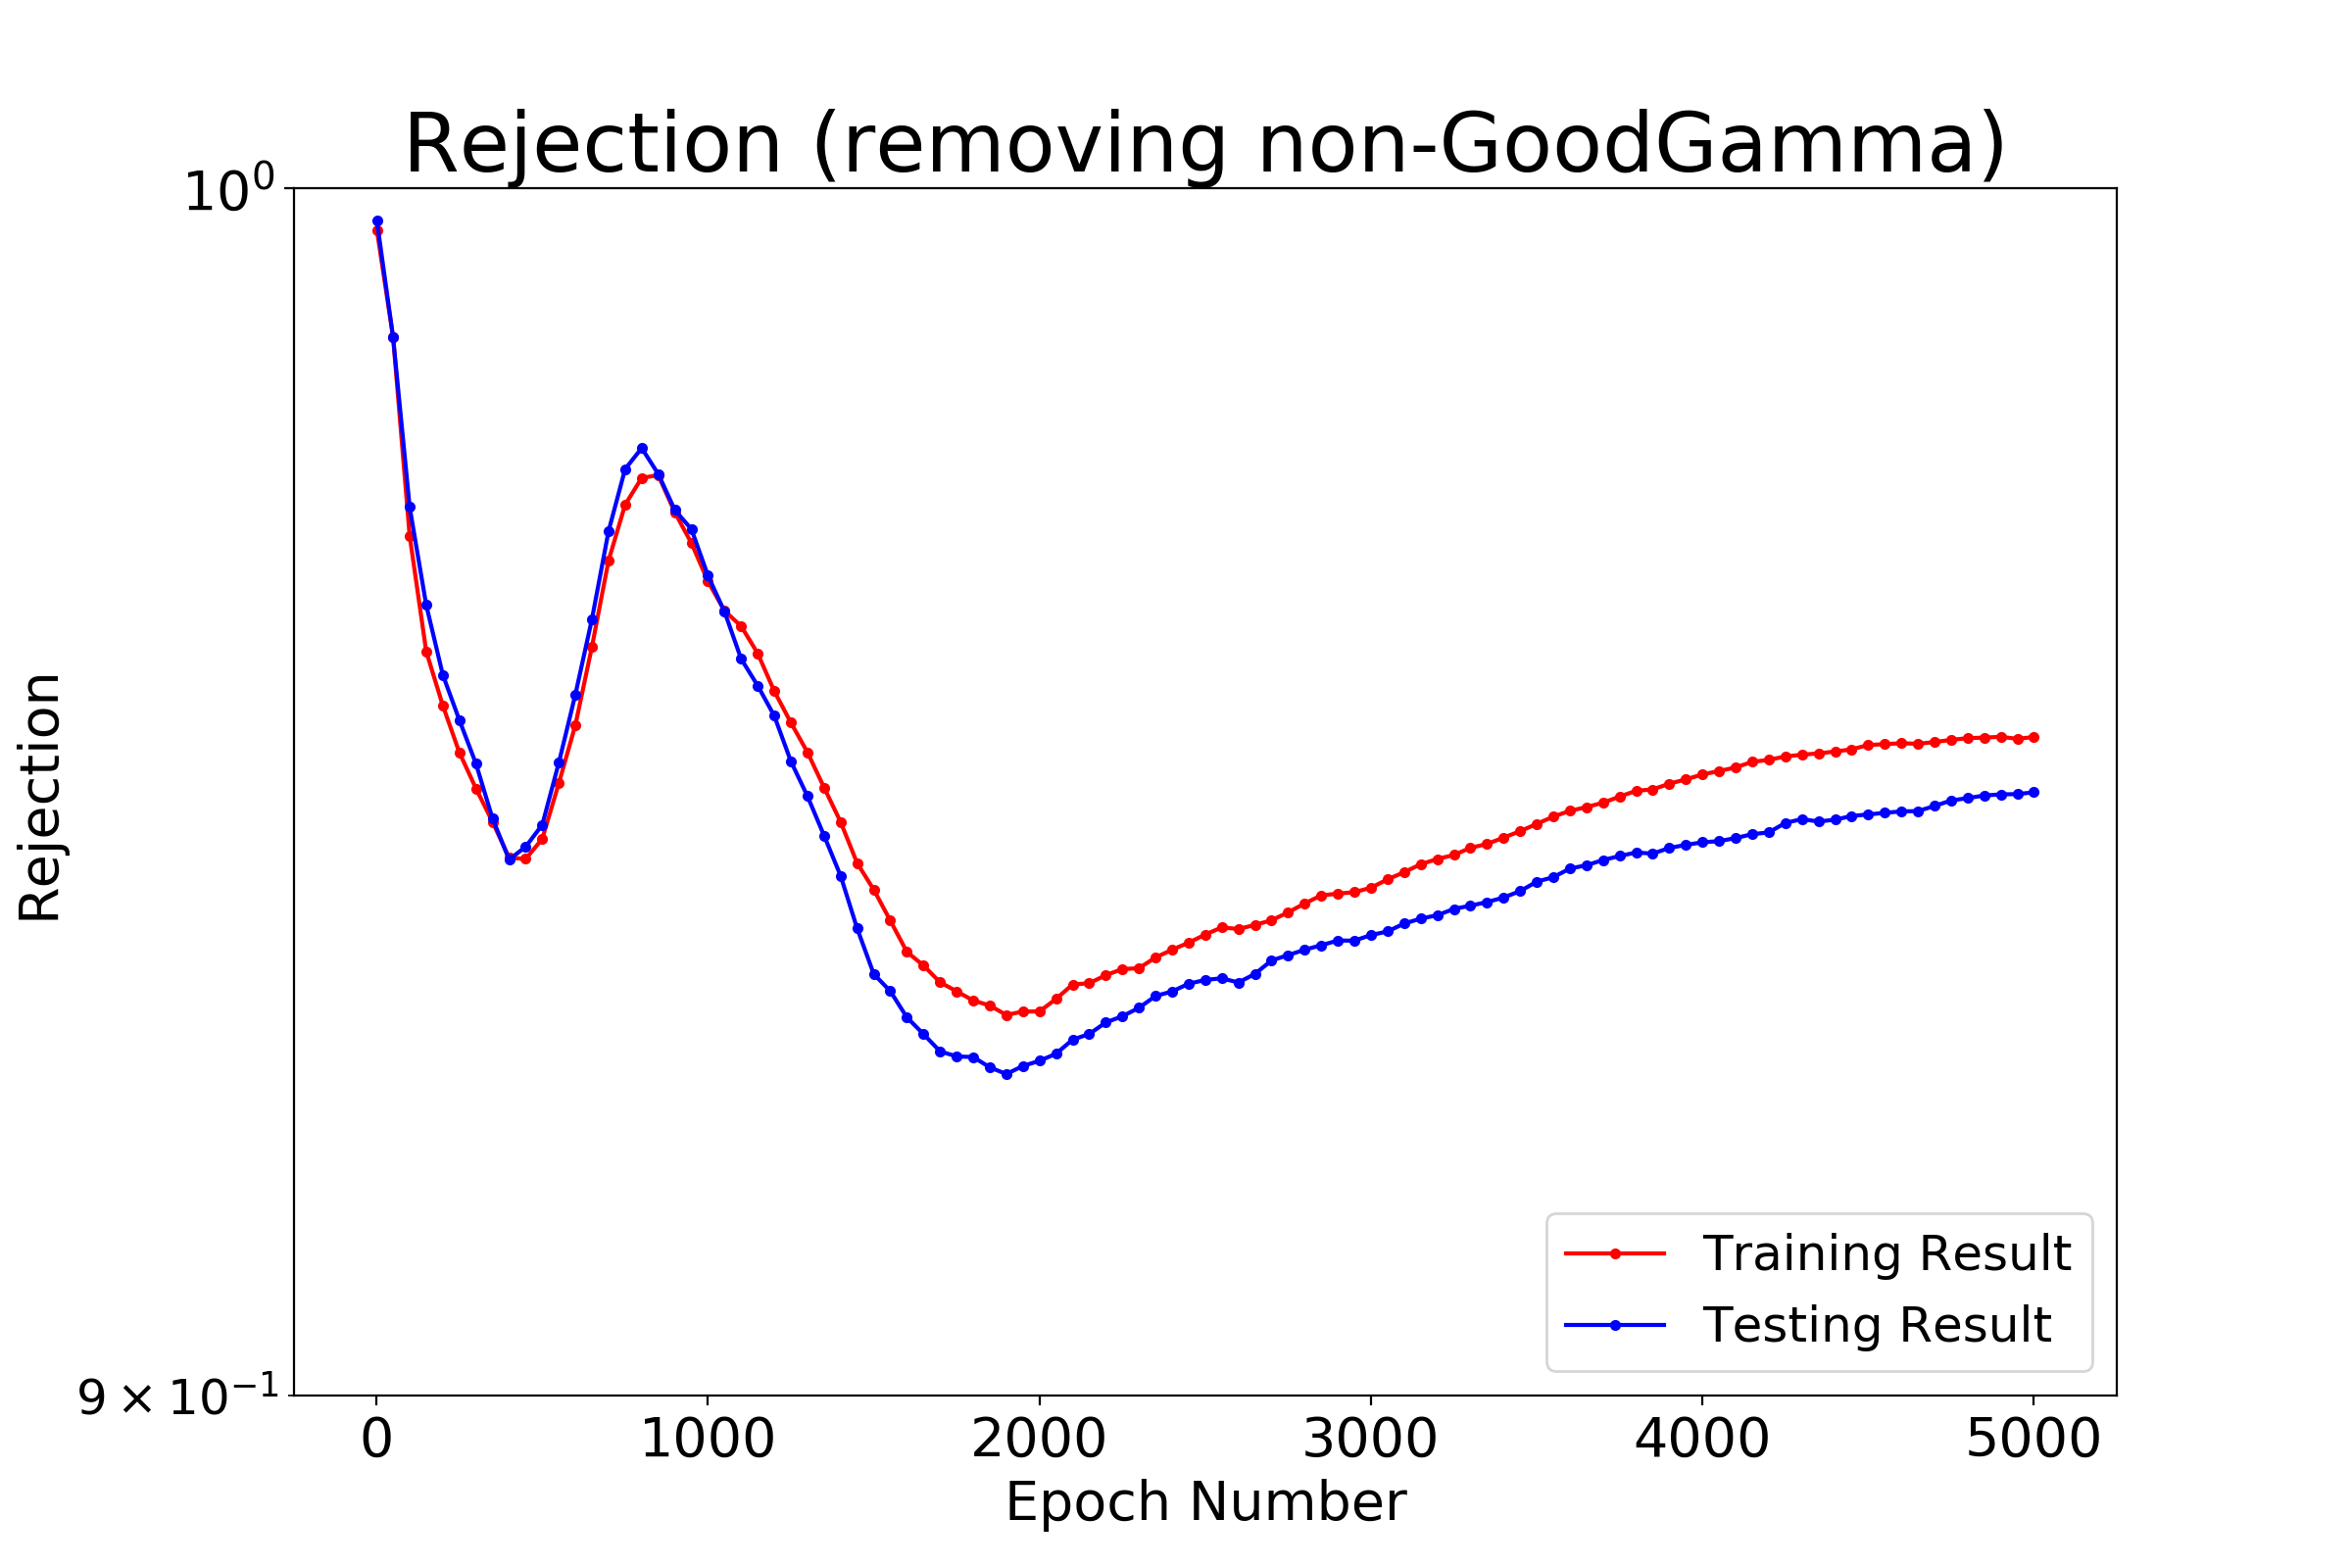 Rejection (removing non-GoodGamma)
10⁰
Rejection
Training Result
Testing Result
9 × 10⁻¹
0 1000 2000 3000 4000 5000
Epoch Number